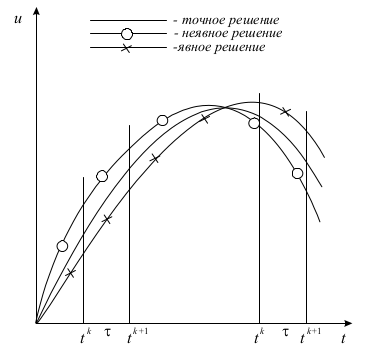 u
- точное решение
- неявное решение
-явное решение
t^k τ t^{k+1} t^k τ t^{k+1} t